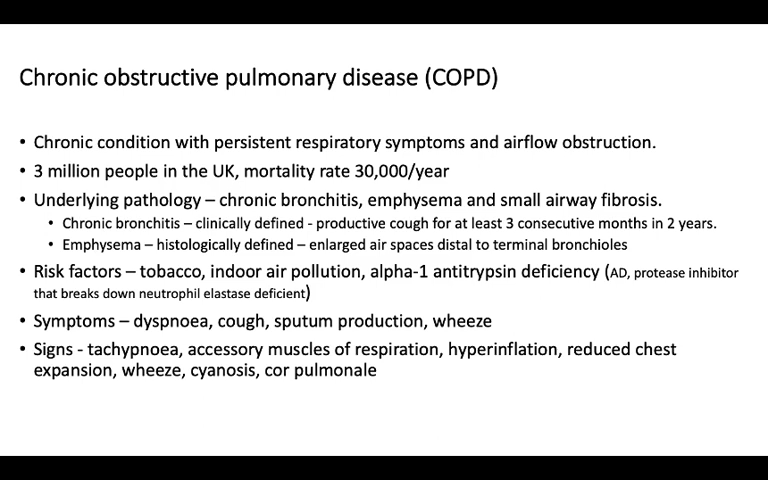 Chronic obstructive pulmonary disease (COPD)
• Chronic condition with persistent respiratory symptoms and airflow obstruction.
• 3 million people in the UK, mortality rate 30,000/year
• Underlying pathology – chronic bronchitis, emphysema and small airway fibrosis.
• Chronic bronchitis – clinically defined - productive cough for at least 3 consecutive months in 2 years.
• Emphysema – histologically defined – enlarged air spaces distal to terminal bronchioles
• Risk factors – tobacco, indoor air pollution, alpha-1 antitrypsin deficiency (AD, protease inhibitor
that breaks down neutrophil elastase deficient)
• Symptoms – dyspnoea, cough, sputum production, wheeze
• Signs - tachypnoea, accessory muscles of respiration, hyperinflation, reduced chest
expansion, wheeze, cyanosis, cor pulmonale